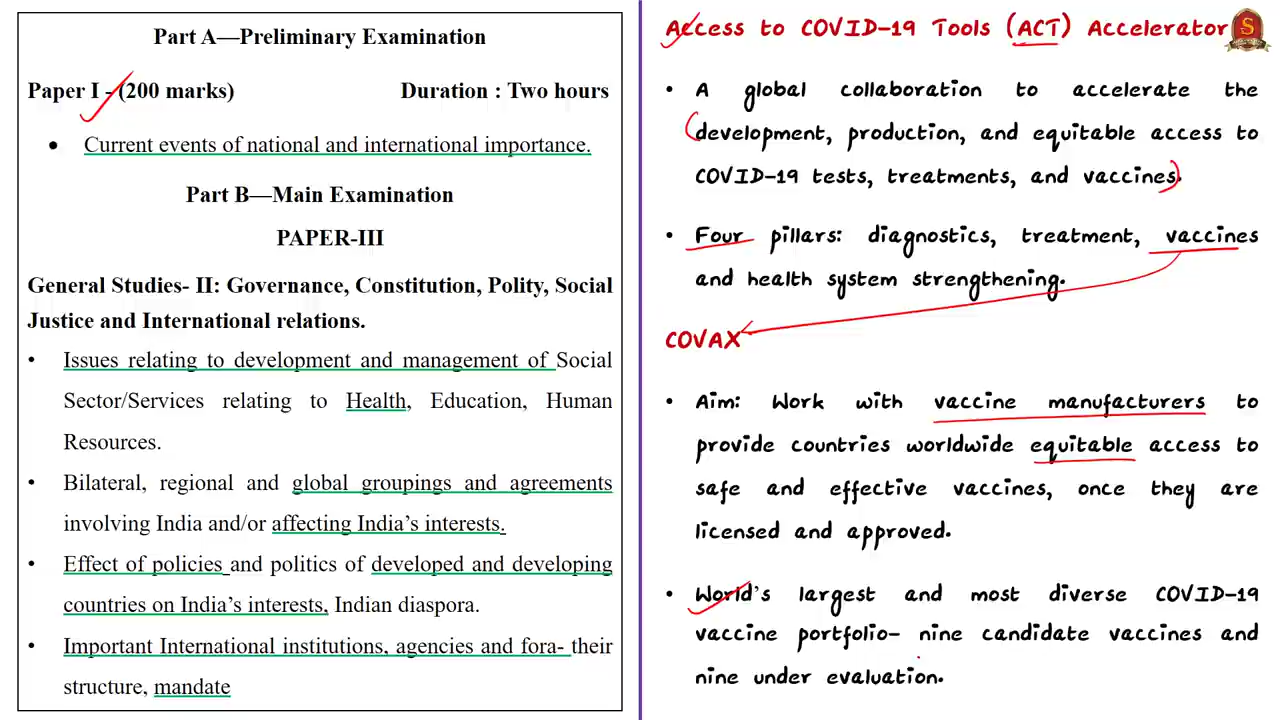 Part A—Preliminary Examination
Paper I - (200 marks) Duration : Two hours
• Current events of national and international importance.
Part B—Main Examination
PAPER-III
General Studies- II: Governance, Constitution, Polity, Social
Justice and International relations.
• Issues relating to development and management of Social
Sector/Services relating to Health, Education, Human
Resources.
• Bilateral, regional and global groupings and agreements
involving India and/or affecting India's interests.
• Effect of policies and politics of developed and developing
countries on India's interests, Indian diaspora.
• Important International institutions, agencies and fora- their
structure, mandate
Access to COVID-19 Tools (ACT) Accelerator
• A global collaboration to accelerate the
development, production, and equitable access to
COVID-19 tests, treatments, and vaccines.
• Four pillars: diagnostics, treatment, vaccines
and health system strengthening.
COVAX
• Aim: Work with vaccine manufacturers to
provide countries worldwide equitable access to
safe and effective vaccines, once they are
licensed and approved.
• World's largest and most diverse COVID-19
vaccine portfolio- nine candidate vaccines and
nine under evaluation.